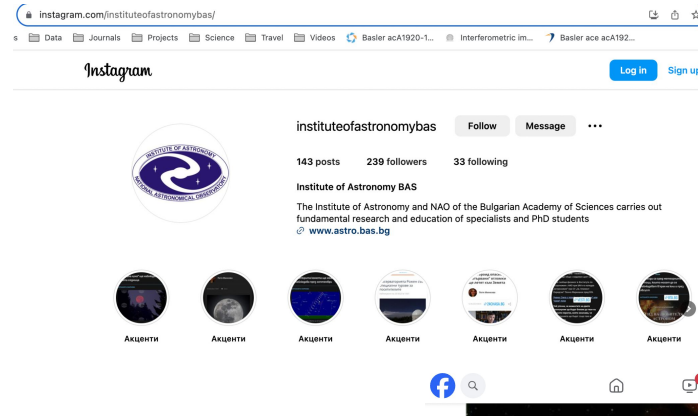 instagram.com/instituteofastronomybas/
s Data Journals Projects Science Travel Videos Basler acA1920-1... Interferometric im... Basler ace acA192...
Instagram Log in Sign up
INSTITUTE OF ASTRONOMY
NATIONAL ASTRONOMICAL OBSERVATORY
instituteofastronomybas Follow Message
143 posts 239 followers 33 following
Institute of Astronomy BAS
The Institute of Astronomy and NAO of the Bulgarian Academy of Sciences carries out
fundamental research and education of specialists and PhD students
www.astro.bas.bg
Акценти Акценти Акценти Акценти Акценти Акценти Акценти